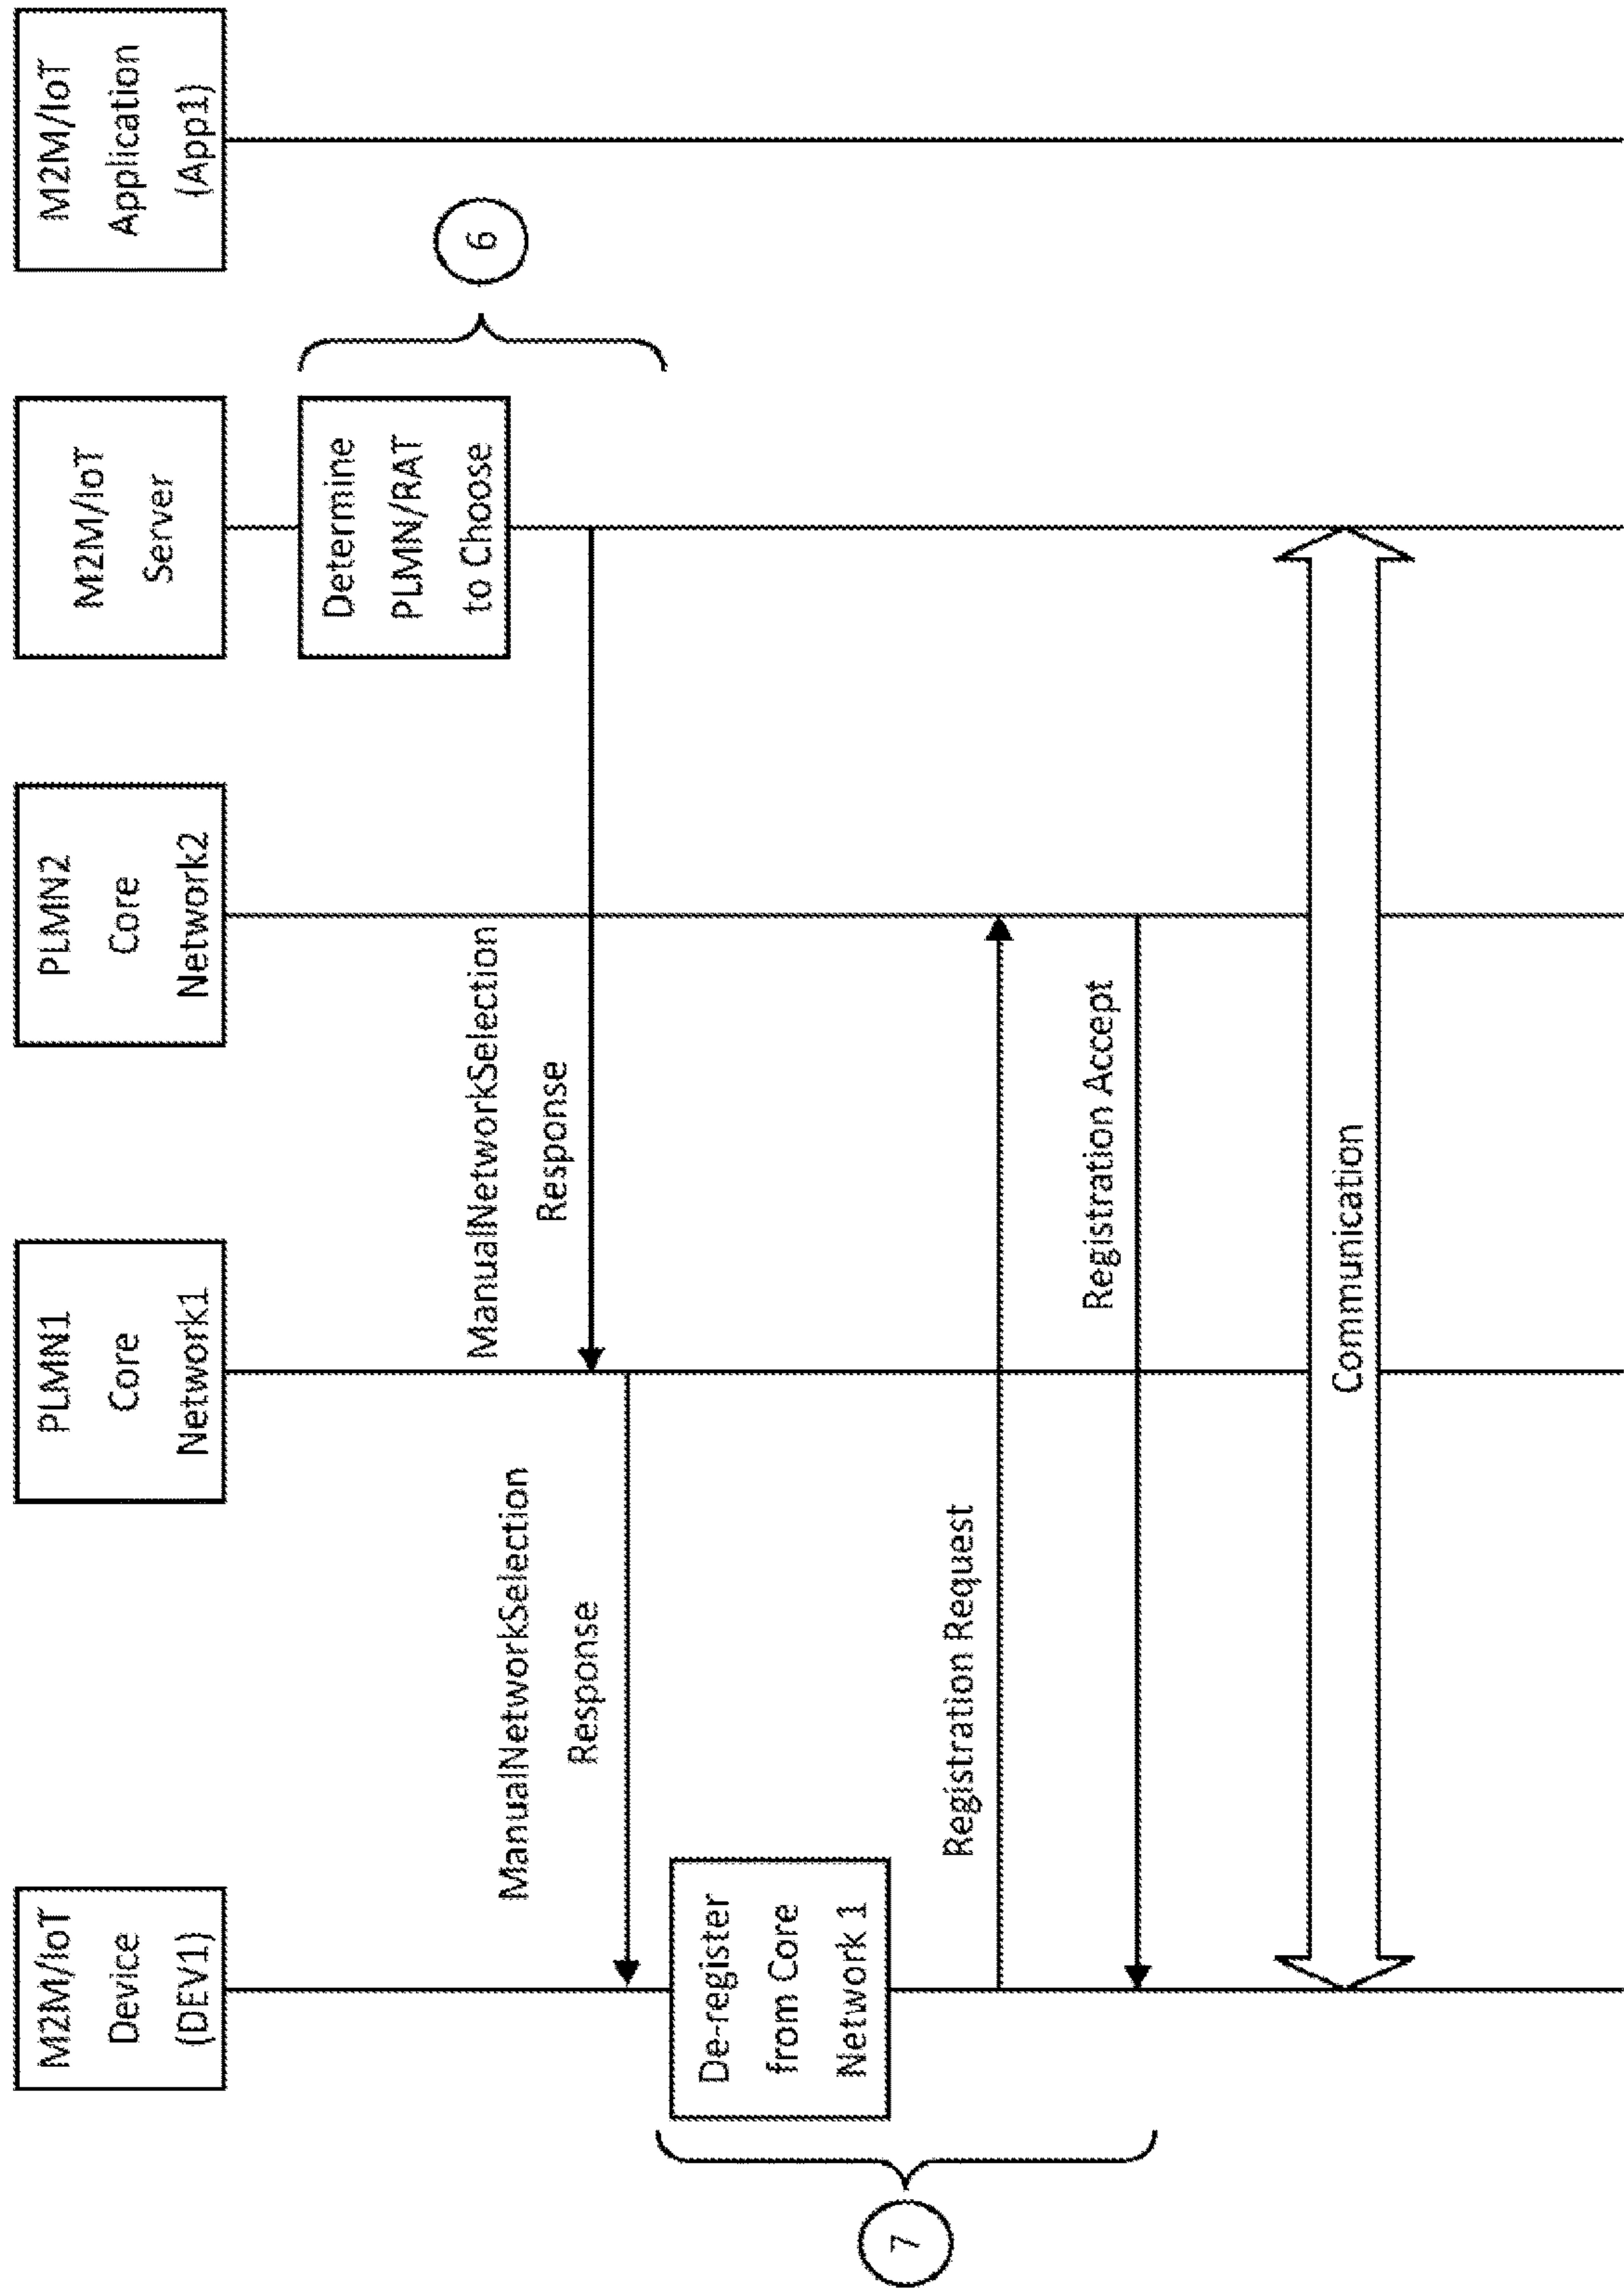 M2M/IoT
Device
(DEV1)
PLMN1
Core
Network1
PLMN2
Core
Network2
M2M/IoT
Server
M2M/IoT
Application
(App1)
Determine
PLMN/RAT
to Choose
6
ManualNetworkSelection
Response
ManualNetworkSelection
Response
De-register
from Core
Network 1
7
Registration Request
Registration Accept
Communication